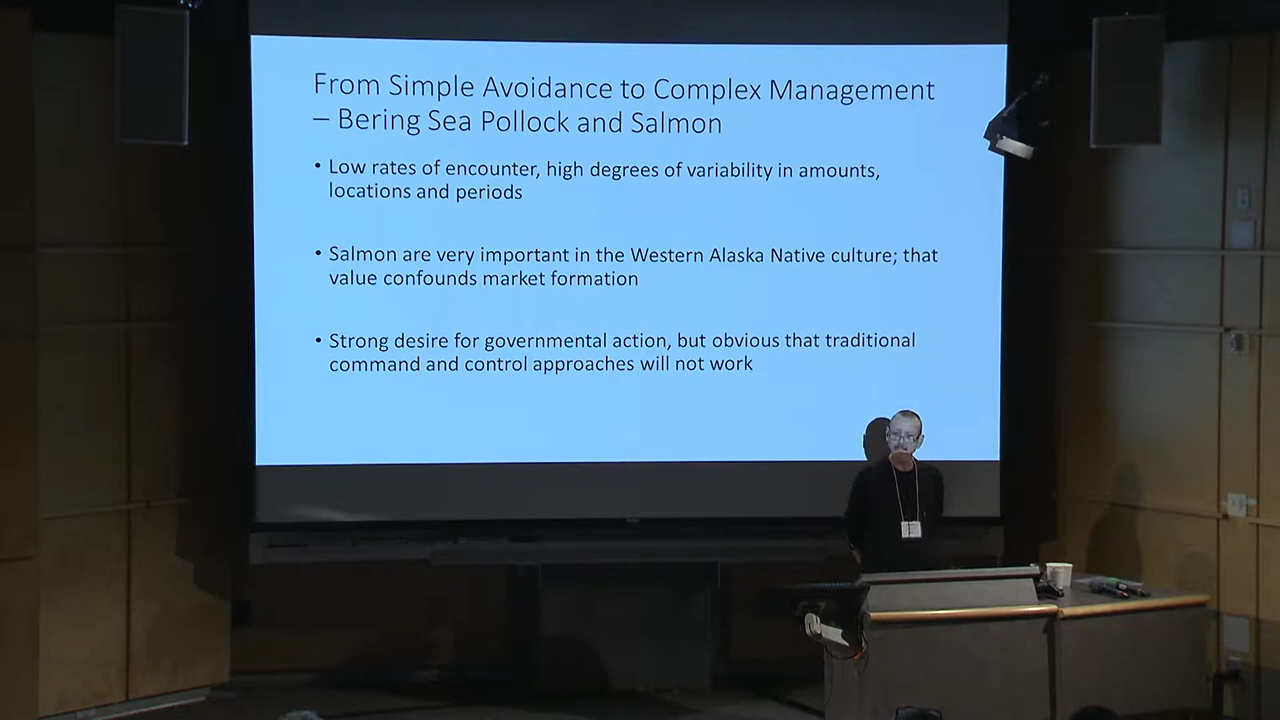 From Simple Avoidance to Complex Management
– Bering Sea Pollock and Salmon
• Low rates of encounter, high degrees of variability in amounts,
locations and periods
• Salmon are very important in the Western Alaska Native culture; that
value confounds market formation
• Strong desire for governmental action, but obvious that traditional
command and control approaches will not work